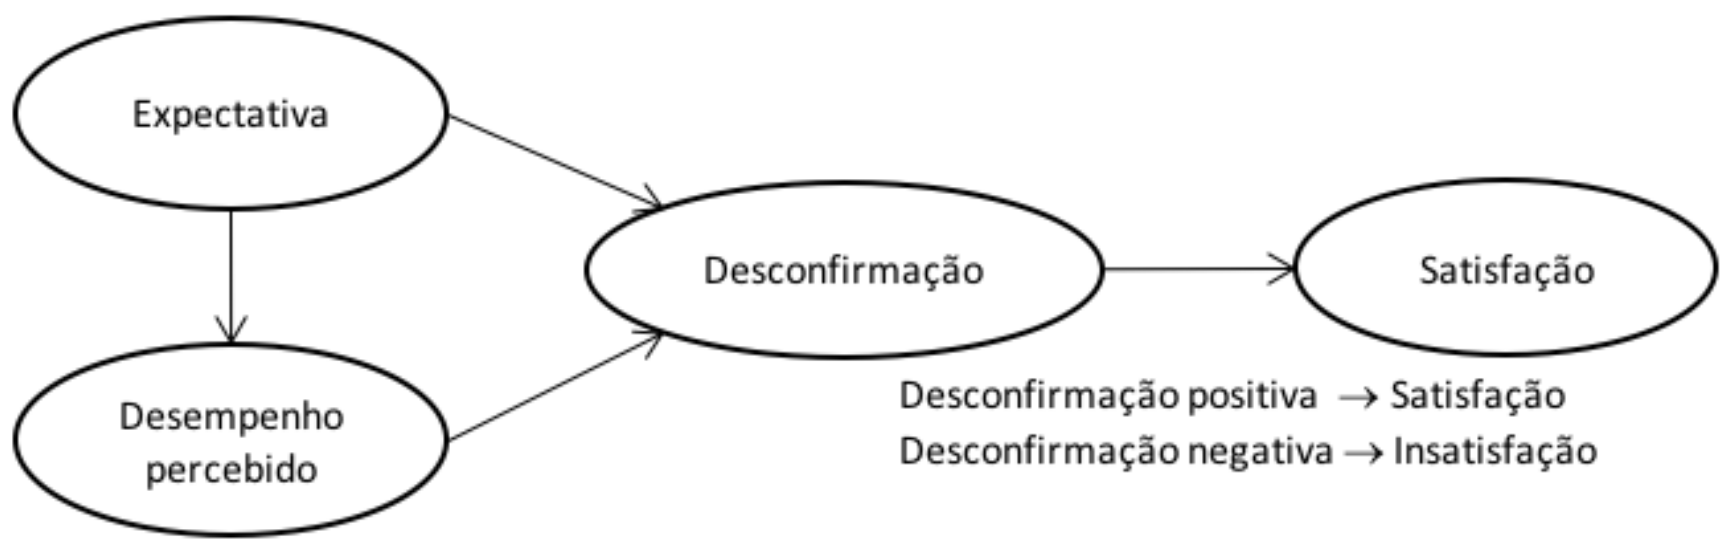 Expectativa
Desconfirmação
Satisfação
Desempenho
percebido
Desconfirmação positiva → Satisfação
Desconfirmação negativa → Insatisfação